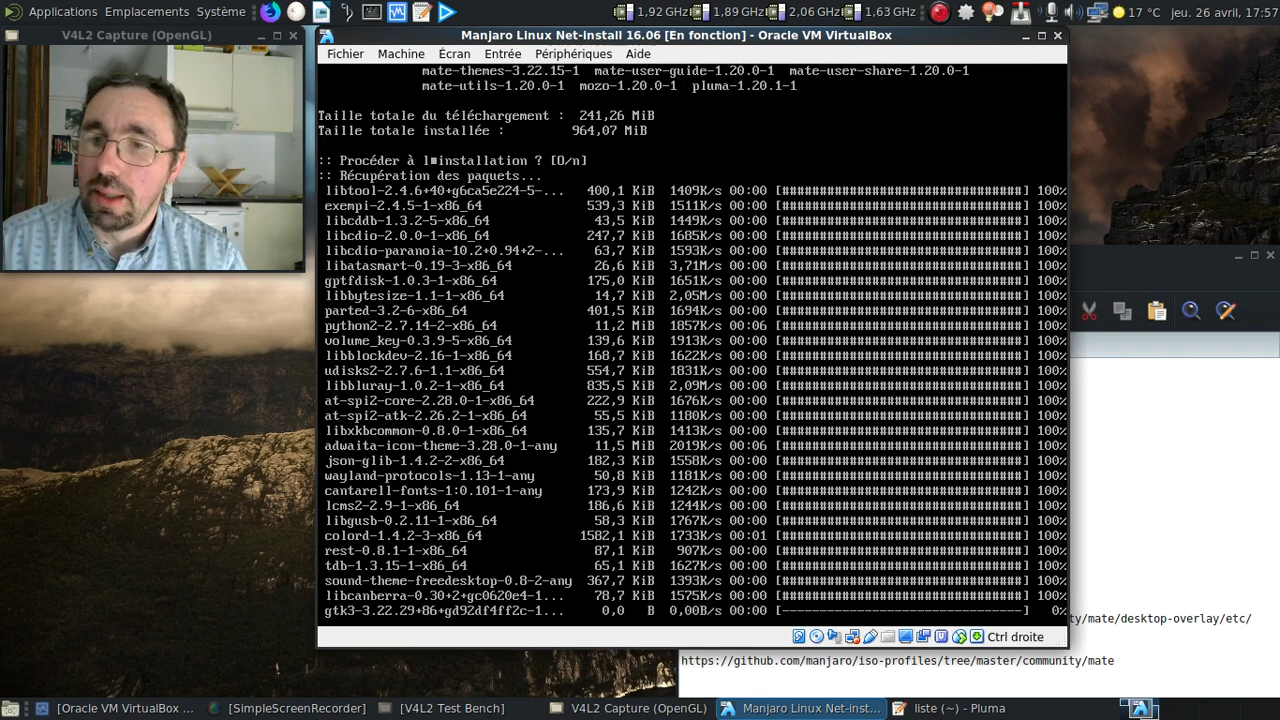 Applications Emplacements Système
1,92 GHz 1,89 GHz 2,06 GHz 1,63 GHz 17 °C jeu. 26 avril, 17:57
V4L2 Capture (OpenGL)
Manjaro Linux Net-install 16.06 [En fonction] - Oracle VM VirtualBox
Fichier Machine Écran Entrée Périphériques Aide
mate-themes-3.22.15-1 mate-user-guide-1.20.0-1 mate-user-share-1.20.0-1
mate-utils-1.20.0-1 mozo-1.20.0-1 pluma-1.20.1-1
Taille totale du téléchargement : 241,26 MiB
Taille totale installée : 964,07 MiB
:: Procéder à l■installation ? [O/n]
:: Récupération des paquets...
libtool-2.4.6+40+g6ca5e224-5-... 400,1 KiB 1409K/s 00:00 [################################] 100%
exempi-2.4.5-1-x86_64 539,3 KiB 1511K/s 00:00 [################################] 100%
libcddb-1.3.2-5-x86_64 43,5 KiB 1449K/s 00:00 [################################] 100%
libcdio-2.0.0-1-x86_64 247,7 KiB 1685K/s 00:00 [################################] 100%
libcdio-paranoia-10.2+0.94+2-... 63,7 KiB 1593K/s 00:00 [################################] 100%
libatasmart-0.19-3-x86_64 26,6 KiB 3,71M/s 00:00 [################################] 100%
gptfdisk-1.0.3-1-x86_64 175,0 KiB 1651K/s 00:00 [################################] 100%
libbytesize-1.1-1-x86_64 14,7 KiB 2,05M/s 00:00 [################################] 100%
parted-3.2-6-x86_64 401,5 KiB 1694K/s 00:00 [################################] 100%
python2-2.7.14-2-x86_64 11,2 MiB 1857K/s 00:06 [################################] 100%
volume_key-0.3.9-5-x86_64 139,6 KiB 1913K/s 00:00 [################################] 100%
libblockdev-2.16-1-x86_64 168,7 KiB 1622K/s 00:00 [################################] 100%
udisks2-2.7.6-1.1-x86_64 554,7 KiB 1831K/s 00:00 [################################] 100%
libbluray-1.0.2-1-x86_64 835,5 KiB 2,09M/s 00:00 [################################] 100%
at-spi2-core-2.28.0-1-x86_64 222,9 KiB 1676K/s 00:00 [################################] 100%
at-spi2-atk-2.26.2-1-x86_64 55,5 KiB 1180K/s 00:00 [################################] 100%
libxkbcommon-0.8.0-1-x86_64 135,7 KiB 1413K/s 00:00 [################################] 100%
adwaita-icon-theme-3.28.0-1-any 11,5 MiB 2019K/s 00:06 [################################] 100%
json-glib-1.4.2-2-x86_64 182,3 KiB 1558K/s 00:00 [################################] 100%
wayland-protocols-1.13-1-any 50,8 KiB 1181K/s 00:00 [################################] 100%
cantarell-fonts-1:0.101-1-any 173,9 KiB 1242K/s 00:00 [################################] 100%
lcms2-2.9-1-x86_64 186,6 KiB 1244K/s 00:00 [################################] 100%
libgusb-0.2.11-1-x86_64 58,3 KiB 1767K/s 00:00 [################################] 100%
colord-1.4.2-3-x86_64 1582,1 KiB 1733K/s 00:01 [################################] 100%
rest-0.8.1-1-x86_64 87,1 KiB 907K/s 00:00 [################################] 100%
tdb-1.3.15-1-x86_64 65,1 KiB 1627K/s 00:00 [################################] 100%
sound-theme-freedesktop-0.8-2-any 367,7 KiB 1393K/s 00:00 [################################] 100%
libcanberra-0.30+2+gc0620e4-1... 78,7 KiB 1575K/s 00:00 [################################] 100%
gtk3-3.22.29+86+gd92df4ff2c-1... 0,0 B 0,00B/s 00:00 [--------------------------------] 0%
Ctrl droite
ty/mate/desktop-overlay/etc/
https://github.com/manjaro/iso-profiles/tree/master/community/mate
[Oracle VM VirtualBox ... [SimpleScreenRecorder] [V4L2 Test Bench] V4L2 Capture (OpenGL) Manjaro Linux Net-inst... liste (~) - Pluma